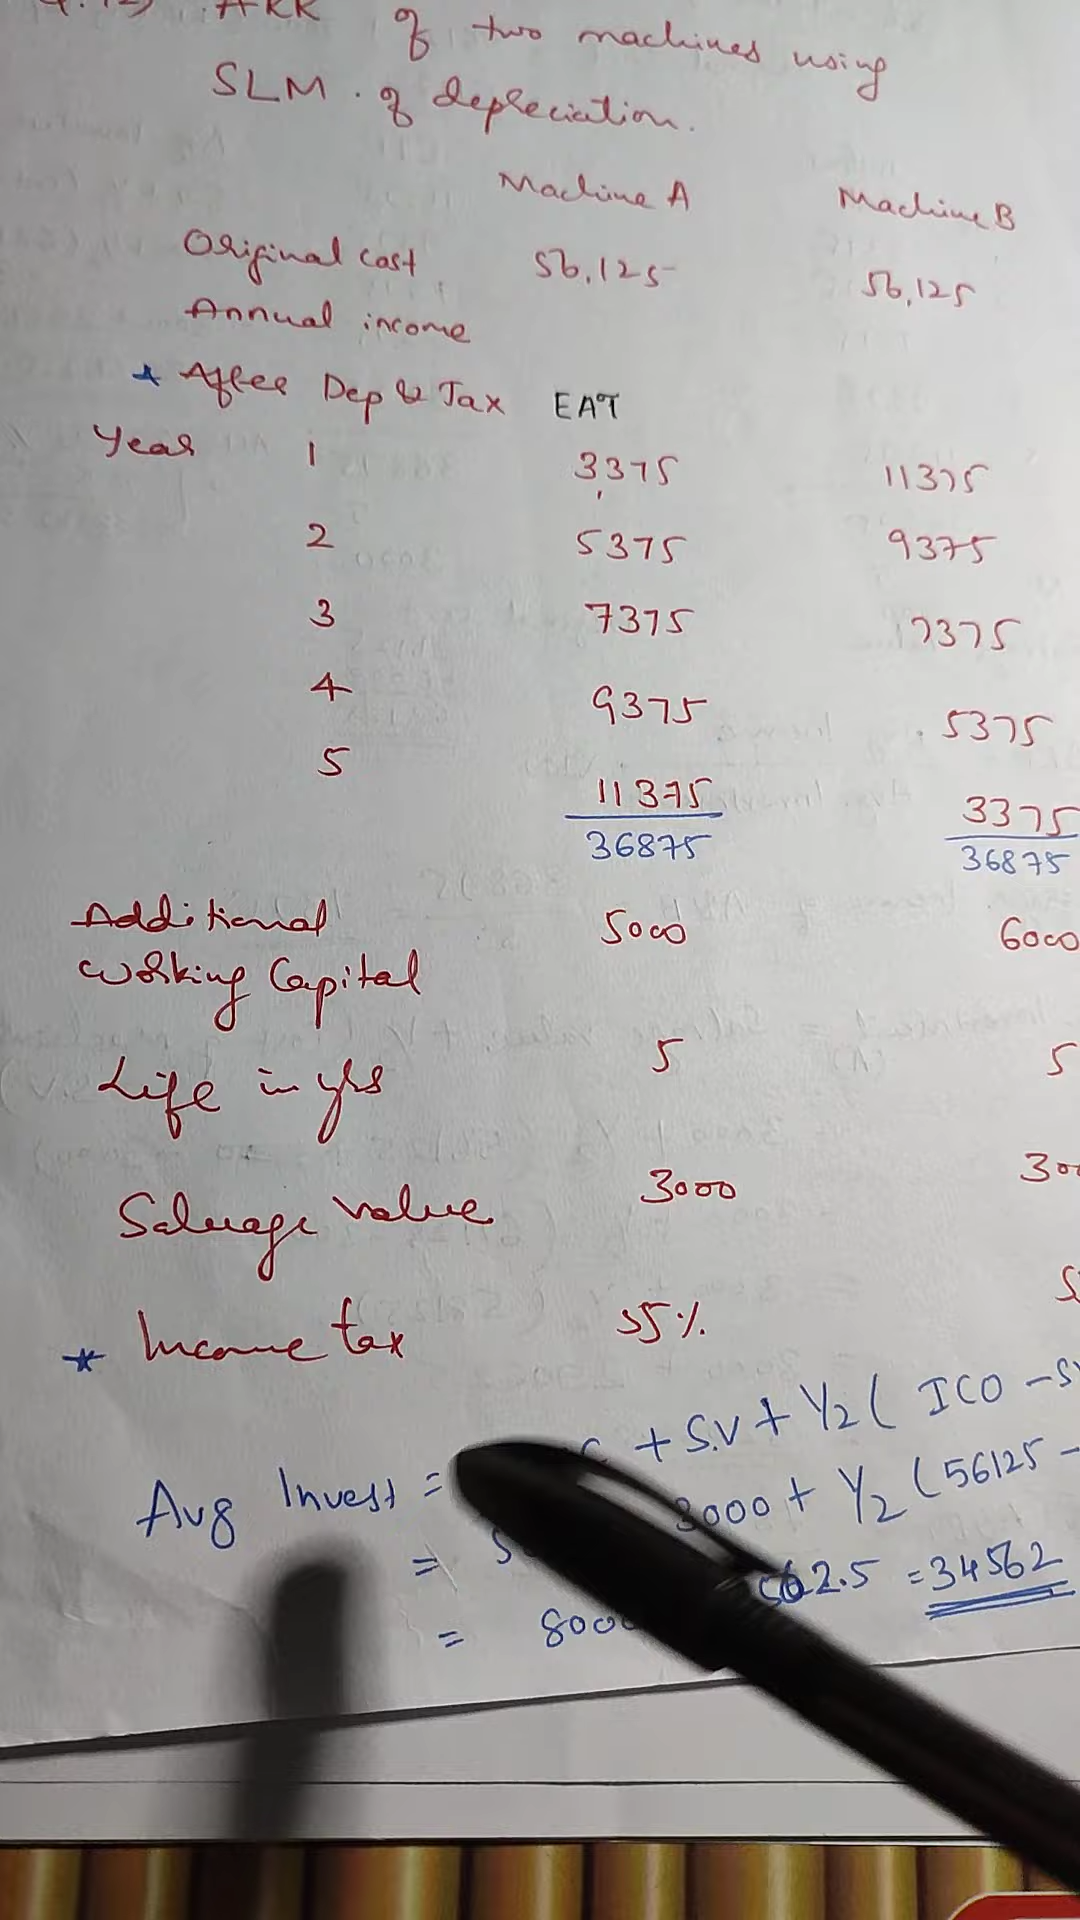 ARR of two machines using
SLM. of depreciation.
Machine A Machine B
Original cost 56,125 56,125
Annual income
* After Dep & Tax EAT
Year 1 3375 11375
2 5375 9375
3 7375 7375
4 9375 5375
5 11375 3375
36875 36875
Additional 5000 6000
Working Capital
Life in yrs 5 5
Salvage value 3000
* Income tax 55%
Avg Invest = + S.V + 1/2 ( ICO -
= 3000 + 1/2 (56125 -
= 62.5 = 34562